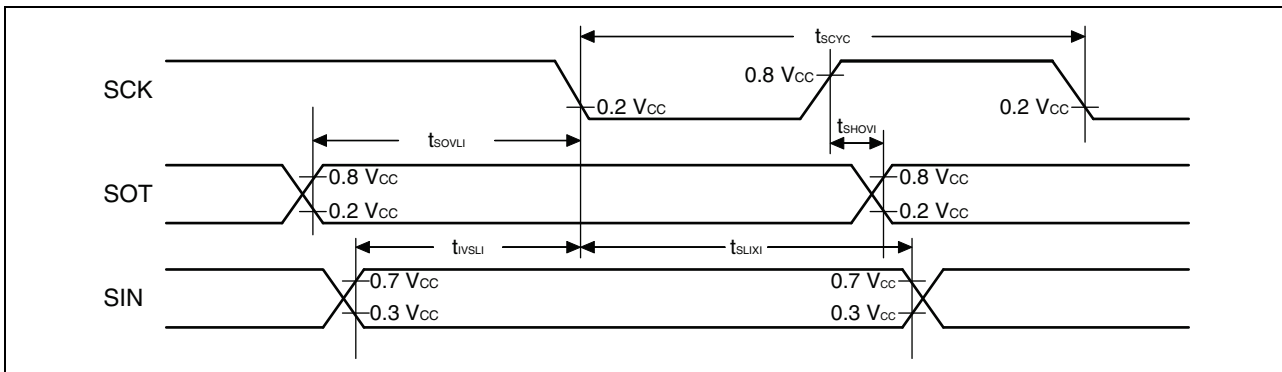 tSCYC
SCK
0.8 VCC
0.2 VCC
0.2 VCC
tSHOVI
tSOVLI
SOT
0.8 VCC
0.2 VCC
0.8 VCC
0.2 VCC
tIVSLI
tSLIXI
SIN
0.7 VCC
0.3 VCC
0.7 VCC
0.3 VCC